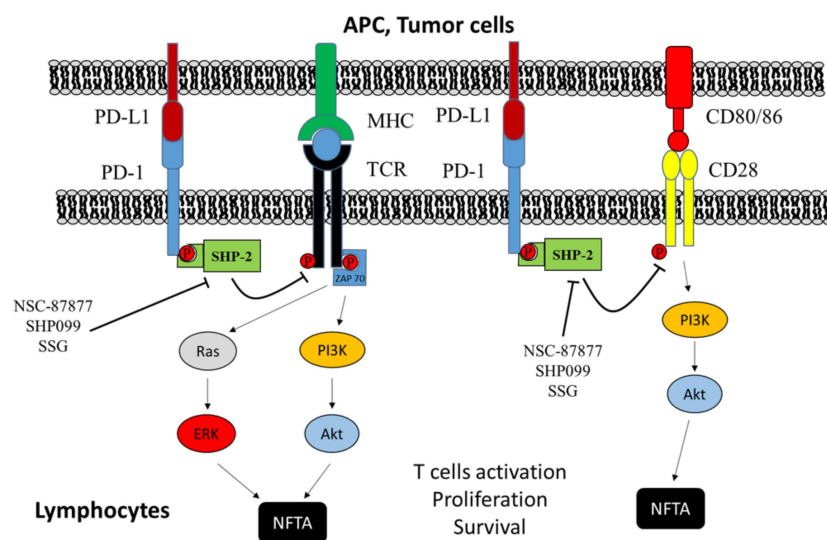 APC, Tumor cells
PD-L1
MHC
PD-1
TCR
P
SHP-2
P
P
ZAP 70
NSC-87877
SHP099
SSG
Ras
PI3K
ERK
Akt
NFTA
Lymphocytes
PD-L1
CD80/86
PD-1
CD28
P
SHP-2
P
NSC-87877
SHP099
SSG
PI3K
Akt
NFTA
T cells activation
Proliferation
Survival